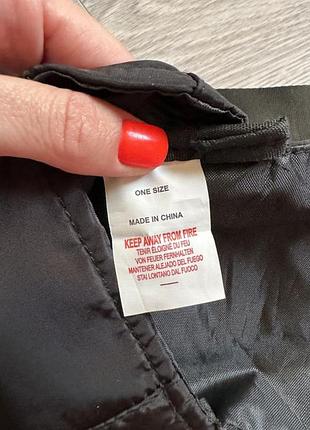 ONE SIZE
MADE IN CHINA
KEEP AWAY FROM FIRE
TENIR ÉLOIGNÉ DU FEU
VON FEUER FERNHALTEN
MANTENER ALEJADO DEL FUEGO
STAI LONTANO DAL FUOCO